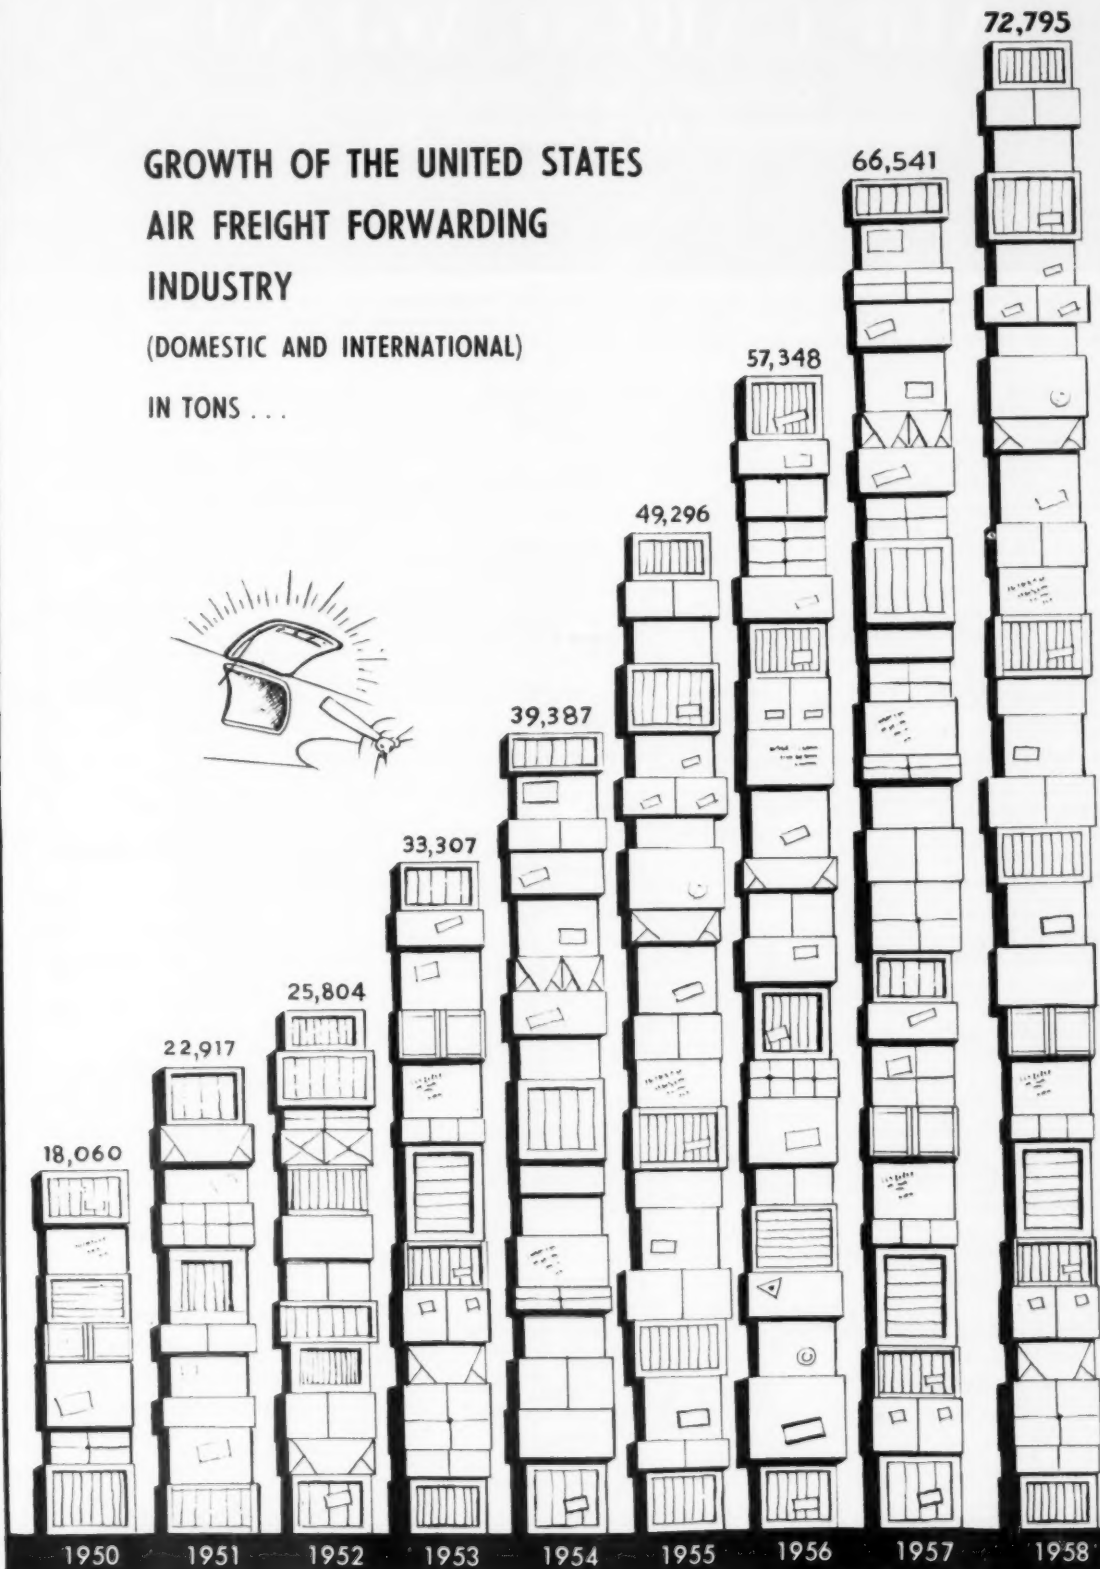 GROWTH OF THE UNITED STATES
AIR FREIGHT FORWARDING
INDUSTRY
(DOMESTIC AND INTERNATIONAL)
IN TONS . . .
72,795
66,541
57,348
49,296
39,387
33,307
25,804
22,917
18,060
1950 1951 1952 1953 1954 1955 1956 1957 1958